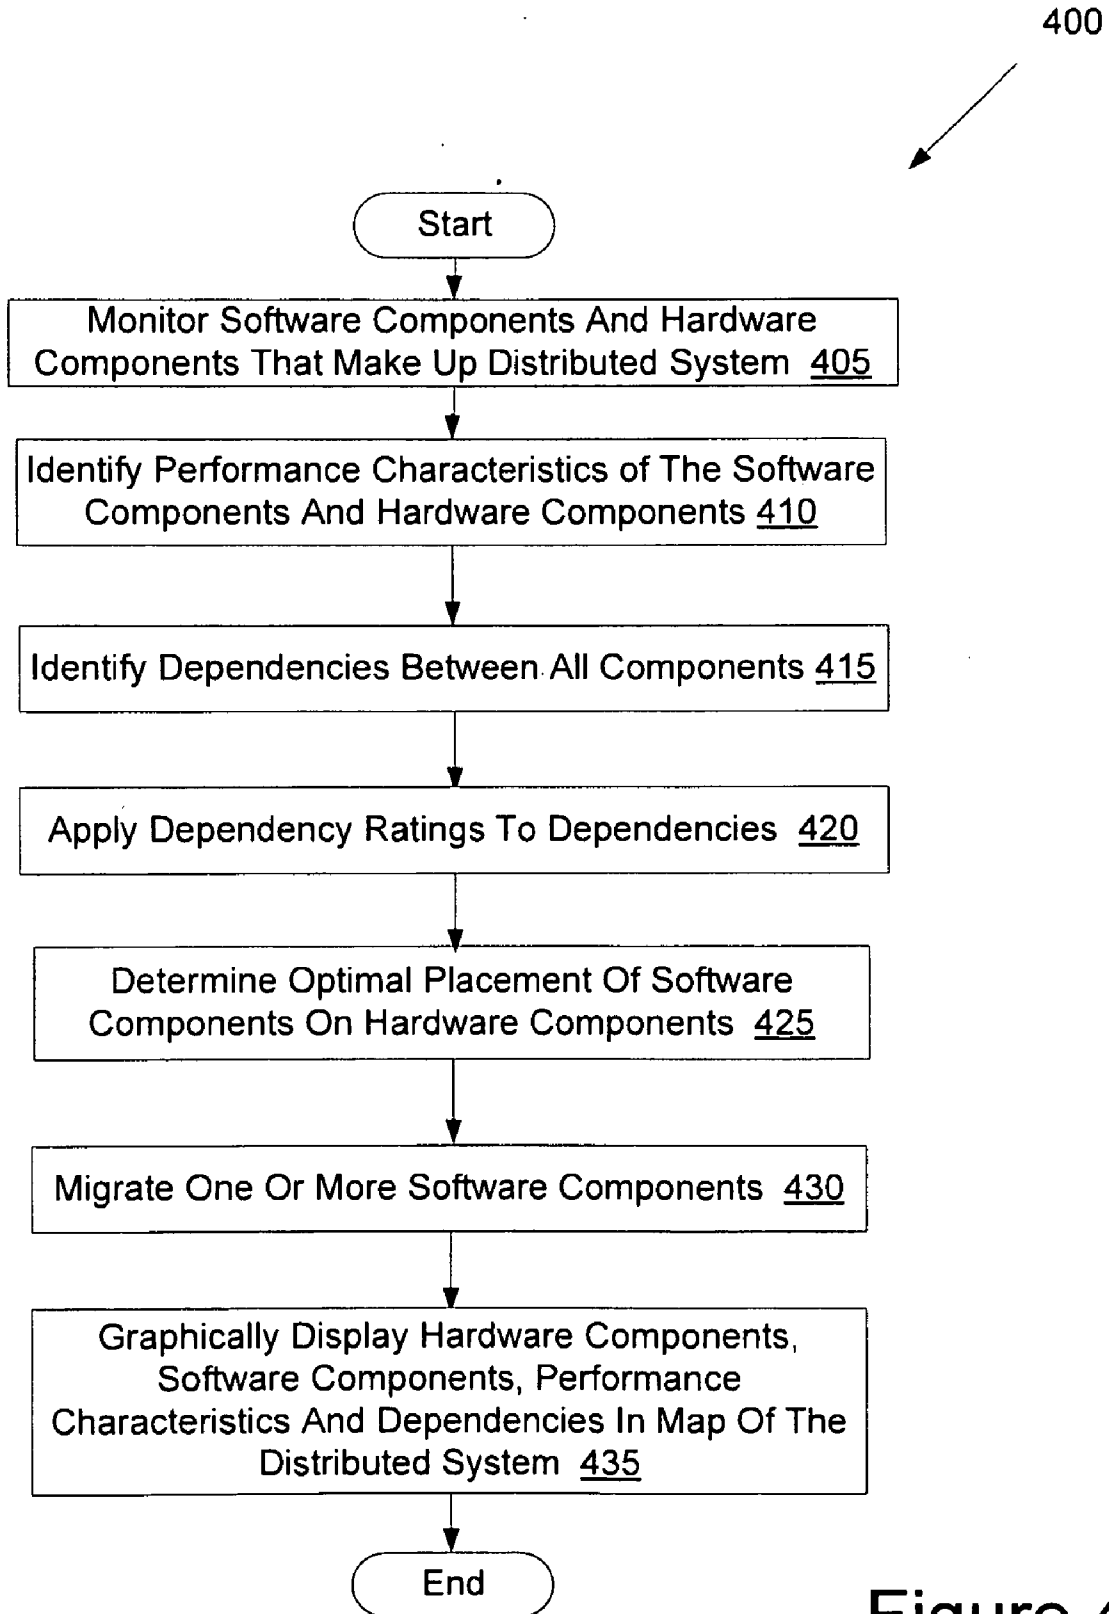 400
Start
Monitor Software Components And Hardware
Components That Make Up Distributed System 405
Identify Performance Characteristics of The Software
Components And Hardware Components 410
Identify Dependencies Between All Components 415
Apply Dependency Ratings To Dependencies 420
Determine Optimal Placement Of Software
Components On Hardware Components 425
Migrate One Or More Software Components 430
Graphically Display Hardware Components,
Software Components, Performance
Characteristics And Dependencies In Map Of The
Distributed System 435
End
Figure 4